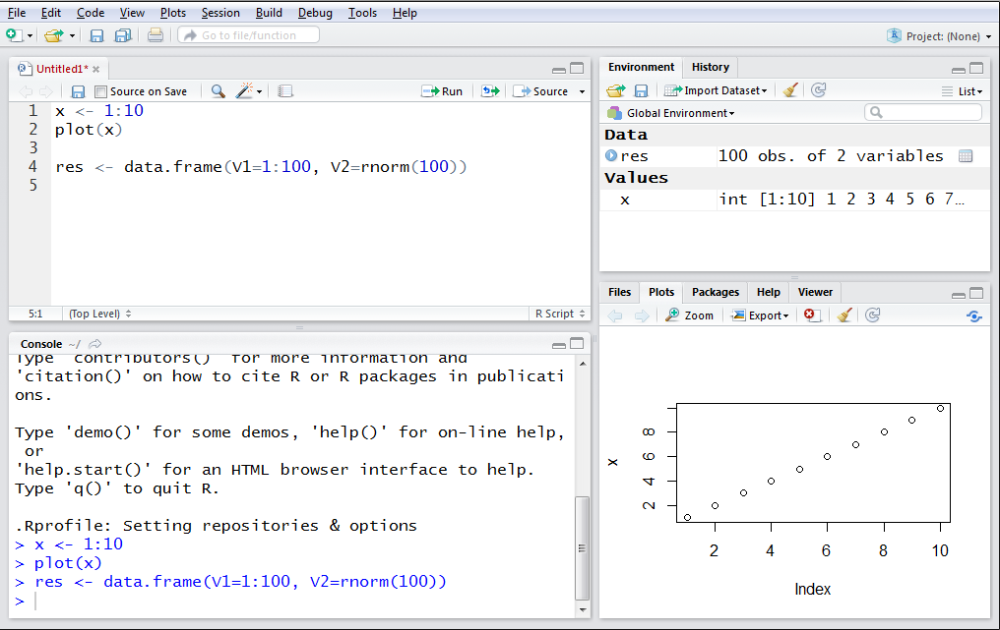 File Edit Code View Plots Session Build Debug Tools Help
Go to file/function
Project: (None)
Untitled1*
Source on Save
Run
Source
1 x <- 1:10
2 plot(x)
3
4 res <- data.frame(V1=1:100, V2=rnorm(100))
5
5:1 (Top Level) R Script
Console ~/
Type 'contributors()' for more information and
'citation()' on how to cite R or R packages in publicati
ons.
Type 'demo()' for some demos, 'help()' for on-line help,
or
'help.start()' for an HTML browser interface to help.
Type 'q()' to quit R.
.Rprofile: Setting repositories & options
> x <- 1:10
> plot(x)
> res <- data.frame(V1=1:100, V2=rnorm(100))
>
Environment History
Import Dataset
List
Global Environment
Data
res 100 obs. of 2 variables
Values
x int [1:10] 1 2 3 4 5 6 7…
Files Plots Packages Help Viewer
Zoom Export
x
8
6
4
2
2 4 6 8 10
Index